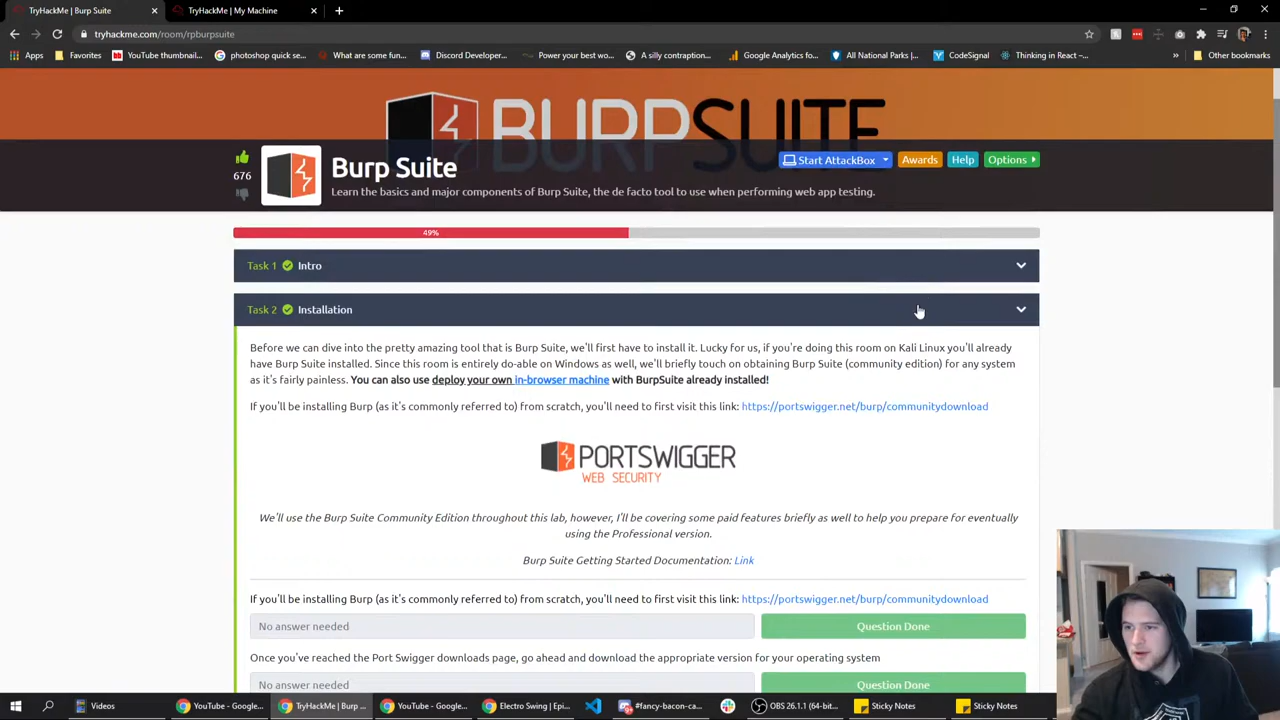 TryHackMe | Burp Suite
TryHackMe | My Machine
tryhackme.com/room/rpburpsuite
Apps
Favorites
YouTube thumbnail...
photoshop quick se...
What are some fun...
Discord Developer...
Power your best wo...
A silly contraption...
Google Analytics fo...
All National Parks |...
CodeSignal
Thinking in React –...
»
Other bookmarks
BURPSUITE
676
Burp Suite
Learn the basics and major components of Burp Suite, the de facto tool to use when performing web app testing.
Start AttackBox
Awards
Help
Options
49%
Task 1 Intro
Task 2 Installation
Before we can dive into the pretty amazing tool that is Burp Suite, we'll first have to install it. Lucky for us, if you're doing this room on Kali Linux you'll already
have Burp Suite installed. Since this room is entirely do-able on Windows as well, we'll briefly touch on obtaining Burp Suite (community edition) for any system
as it's fairly painless. You can also use deploy your own in-browser machine with BurpSuite already installed!
If you'll be installing Burp (as it's commonly referred to) from scratch, you'll need to first visit this link: https://portswigger.net/burp/communitydownload
PORTSWIGGER
WEB SECURITY
We'll use the Burp Suite Community Edition throughout this lab, however, I'll be covering some paid features briefly as well to help you prepare for eventually
using the Professional version.
Burp Suite Getting Started Documentation: Link
If you'll be installing Burp (as it's commonly referred to) from scratch, you'll need to first visit this link: https://portswigger.net/burp/communitydownload
No answer needed
Question Done
Once you've reached the Port Swigger downloads page, go ahead and download the appropriate version for your operating system
No answer needed
Question Done
Videos
YouTube - Google...
TryHackMe | Burp ...
YouTube - Google...
Electro Swing | Epi...
#fancy-bacon-ca...
OBS 26.1.1 (64-bit...
Sticky Notes
Sticky Notes